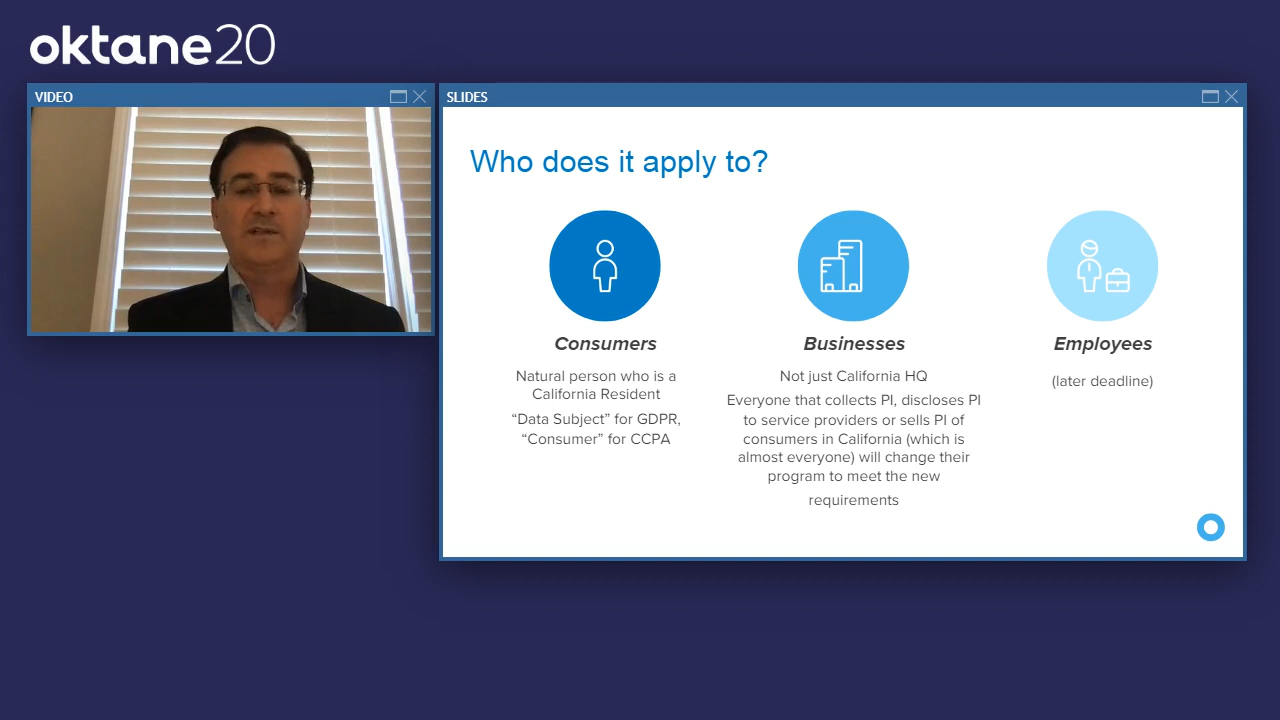 oktane20
VIDEO
SLIDES
Who does it apply to?
Consumers
Natural person who is a
California Resident
“Data Subject” for GDPR,
“Consumer” for CCPA
Businesses
Not just California HQ
Everyone that collects PI, discloses PI
to service providers or sells PI of
consumers in California (which is
almost everyone) will change their
program to meet the new
requirements
Employees
(later deadline)